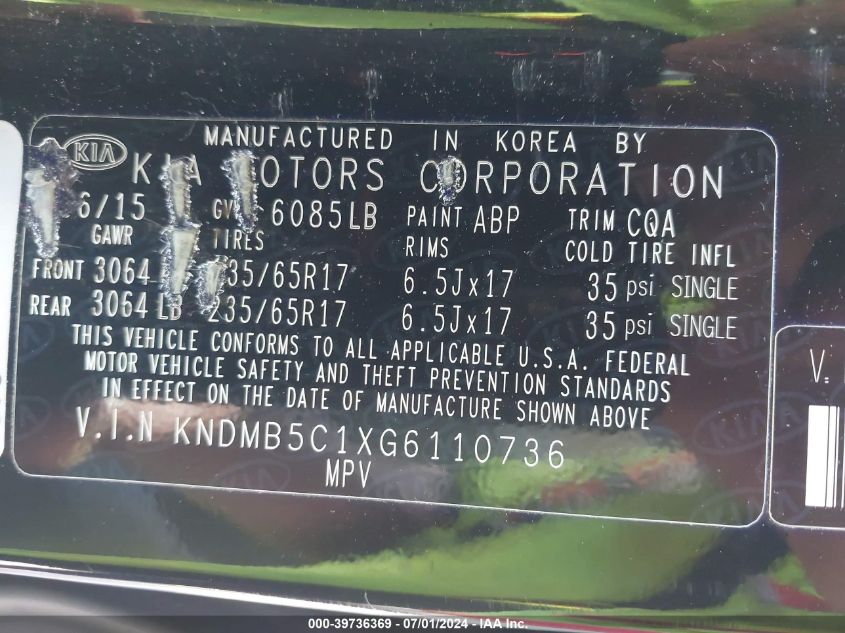 MANUFACTURED IN KOREA BY
KIA MOTORS CORPORATION
6/15 6085LB PAINT ABP TRIM CQA
GAWR TIRES RIMS COLD TIRE INFL
FRONT 3064 235/65R17 6.5Jx17 35 psi SINGLE
REAR 3064 LB 235/65R17 6.5Jx17 35 psi SINGLE
THIS VEHICLE CONFORMS TO ALL APPLICABLE U.S.A. FEDERAL
MOTOR VEHICLE SAFETY AND THEFT PREVENTION STANDARDS
IN EFFECT ON THE DATE OF MANUFACTURE SHOWN ABOVE
V.I.N KNDMB5C1XG6110736
MPV
V.
000-39736369 - 07/01/2024 - IAA Inc.